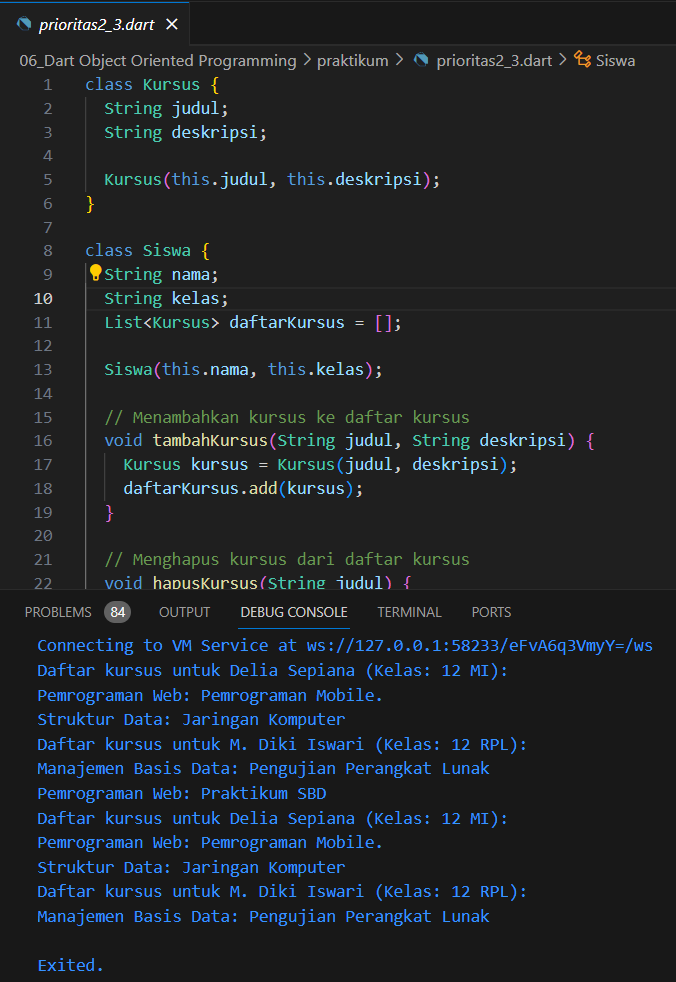 prioritas2_3.dart
06_Dart Object Oriented Programming > praktikum > prioritas2_3.dart > Siswa
1 class Kursus {
2 String judul;
3 String deskripsi;
4
5 Kursus(this.judul, this.deskripsi);
6 }
7
8 class Siswa {
9 String nama;
10 String kelas;
11 List<Kursus> daftarKursus = [];
12
13 Siswa(this.nama, this.kelas);
14
15 // Menambahkan kursus ke daftar kursus
16 void tambahKursus(String judul, String deskripsi) {
17 Kursus kursus = Kursus(judul, deskripsi);
18 daftarKursus.add(kursus);
19 }
20
21 // Menghapus kursus dari daftar kursus
22 void hapusKursus(String judul) {
PROBLEMS 84 OUTPUT DEBUG CONSOLE TERMINAL PORTS
Connecting to VM Service at ws://127.0.0.1:58233/eFvA6q3VmyY=/ws
Daftar kursus untuk Delia Sepiana (Kelas: 12 MI):
Pemrograman Web: Pemrograman Mobile.
Struktur Data: Jaringan Komputer
Daftar kursus untuk M. Diki Iswari (Kelas: 12 RPL):
Manajemen Basis Data: Pengujian Perangkat Lunak
Pemrograman Web: Praktikum SBD
Daftar kursus untuk Delia Sepiana (Kelas: 12 MI):
Pemrograman Web: Pemrograman Mobile.
Struktur Data: Jaringan Komputer
Daftar kursus untuk M. Diki Iswari (Kelas: 12 RPL):
Manajemen Basis Data: Pengujian Perangkat Lunak
Exited.